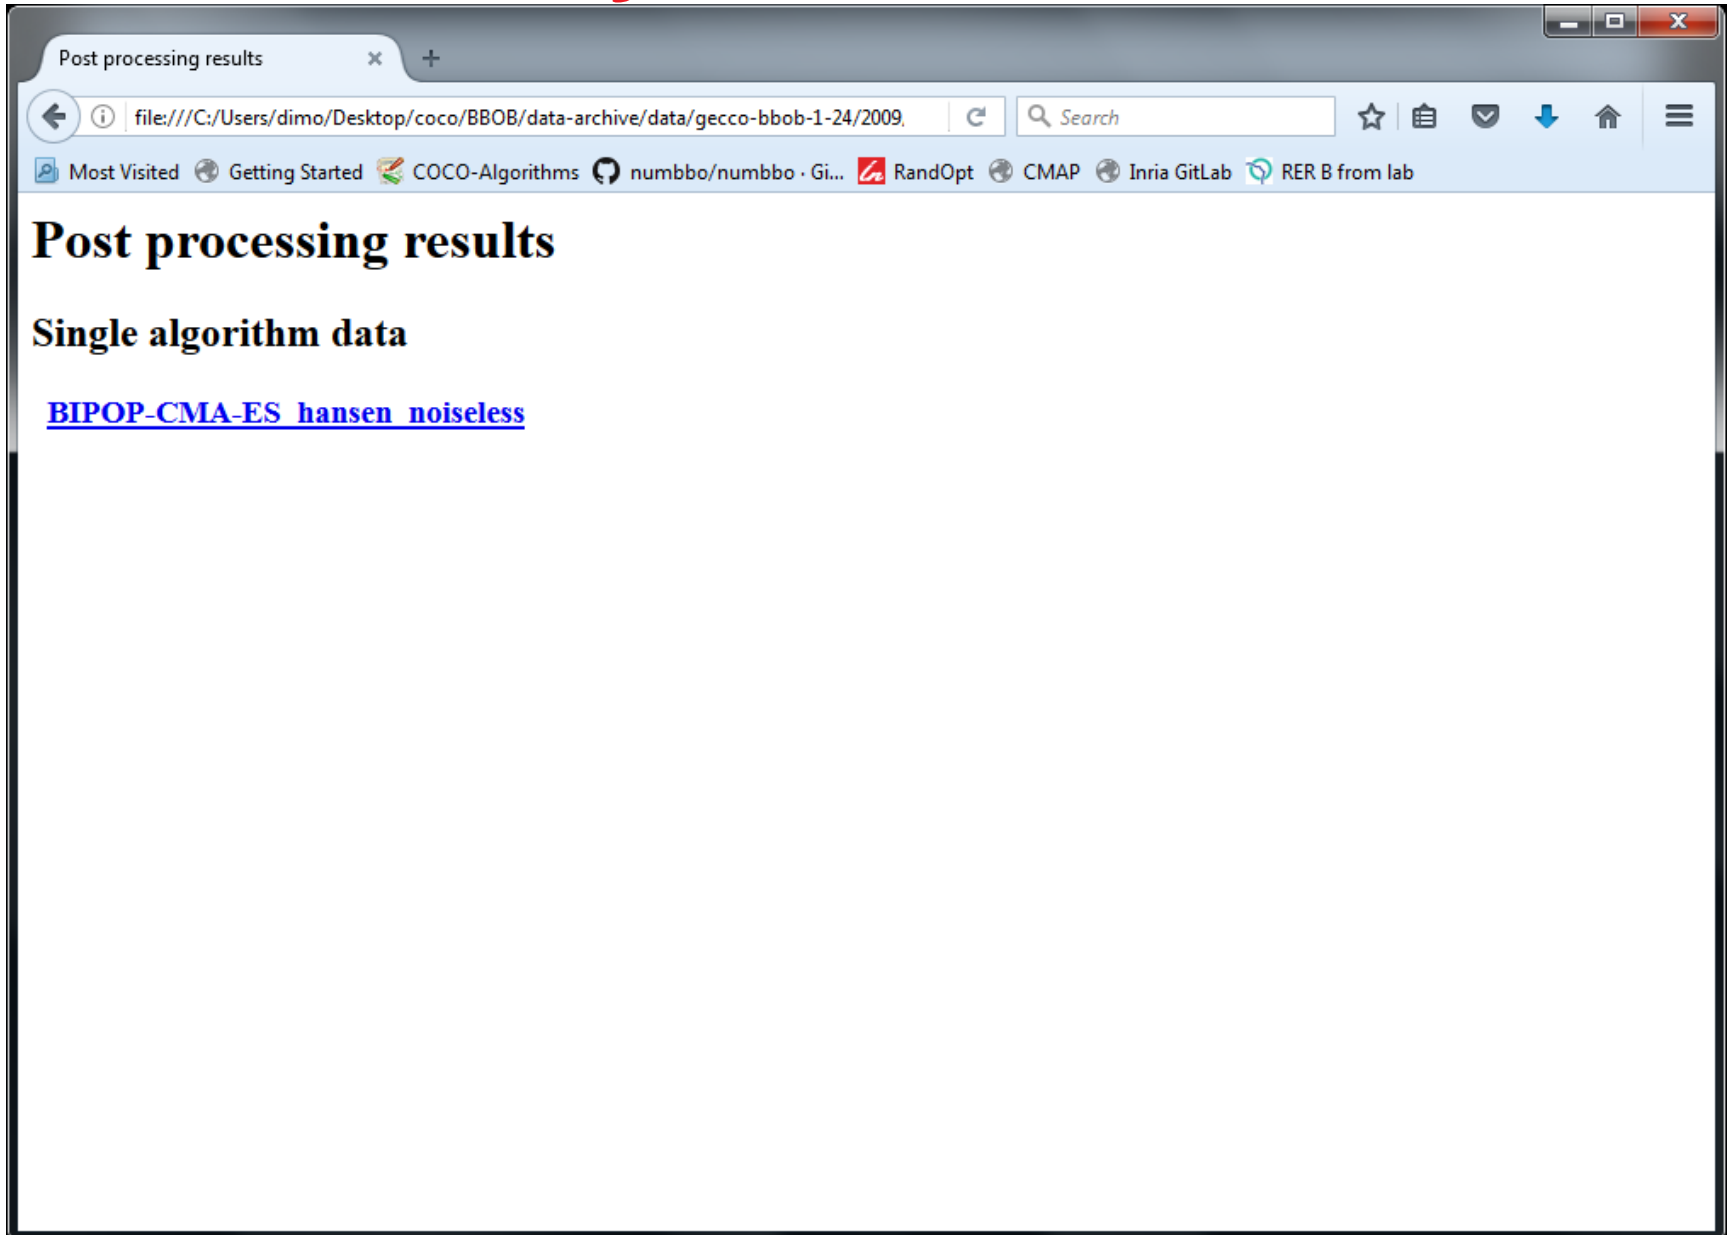 Post processing results
file:///C:/Users/dimo/Desktop/coco/BBOB/data-archive/data/gecco-bbob-1-24/2009,
Search
Most Visited Getting Started COCO-Algorithms numbbo/numbbo · Gi... RandOpt CMAP Inria GitLab RER B from lab
Post processing results
Single algorithm data
BIPOP-CMA-ES_hansen_noiseless